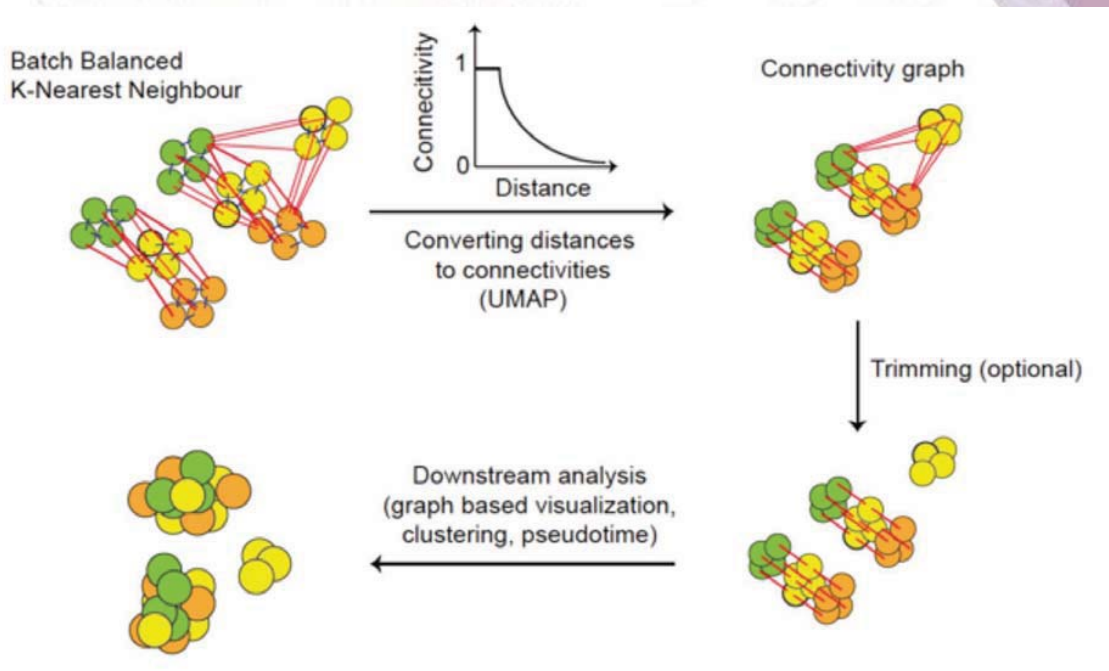 Batch Balanced
K-Nearest Neighbour
Connecitivity
1
0
Distance
Converting distances
to connectivities
(UMAP)
Connectivity graph
Trimming (optional)
Downstream analysis
(graph based visualization,
clustering, pseudotime)